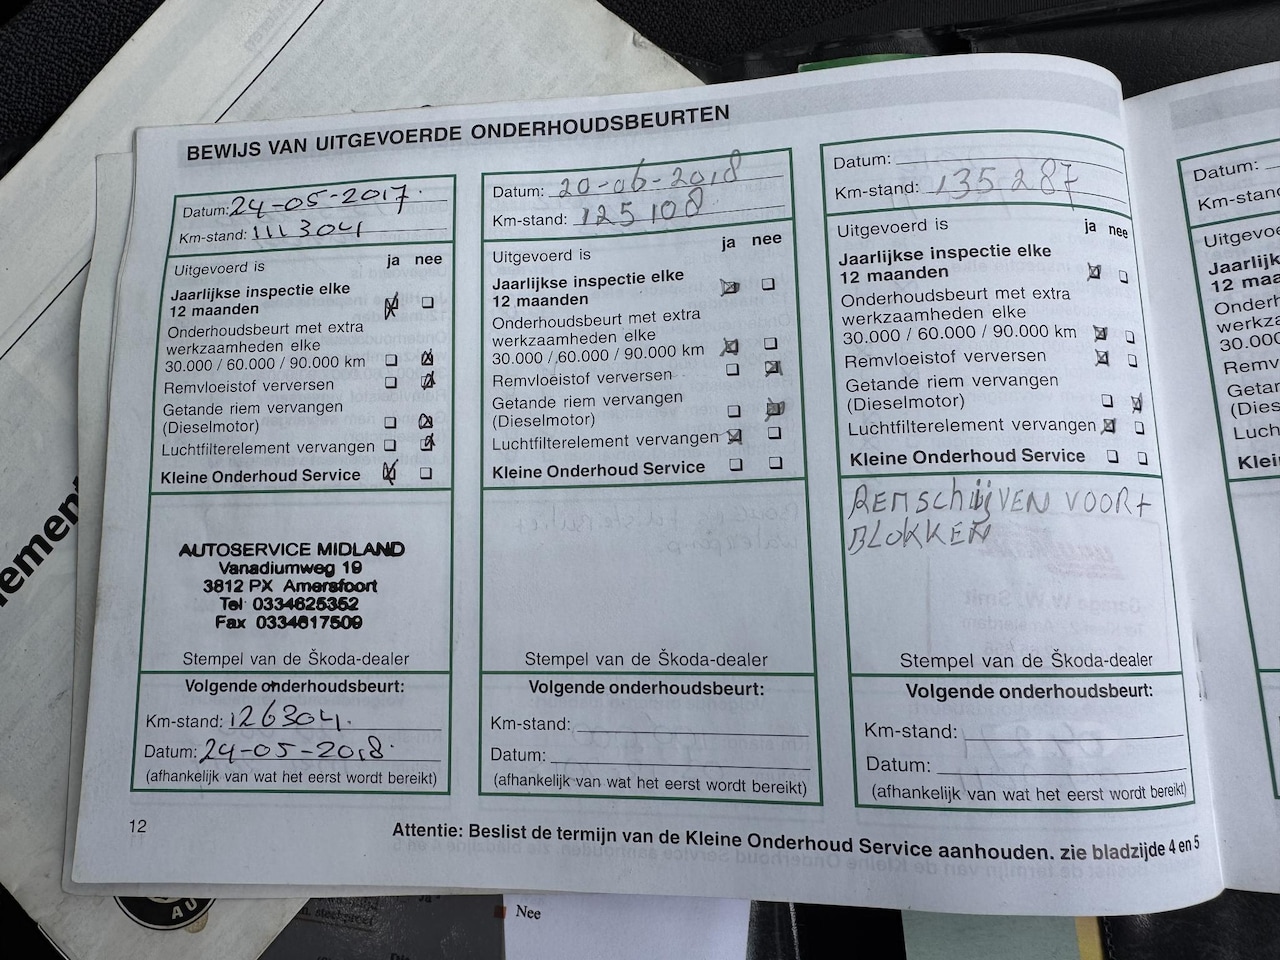 BEWIJS VAN UITGEVOERDE ONDERHOUDSBEURTEN
Datum: 24-05-2017
Km-stand: 111304
Uitgevoerd is ja nee
Jaarlijkse inspectie elke
12 maanden
Onderhoudsbeurt met extra
werkzaamheden elke
30.000 / 60.000 / 90.000 km
Remvloeistof verversen
Getande riem vervangen
(Dieselmotor)
Luchtfilterelement vervangen
Kleine Onderhoud Service
AUTOSERVICE MIDLAND
Vanadiumweg 19
3812 PX Amersfoort
Tel 0334625352
Fax 0334617509
Stempel van de Škoda-dealer
Volgende onderhoudsbeurt:
Km-stand: 126304
Datum: 24-05-2018
(afhankelijk van wat het eerst wordt bereikt)
Datum: 20-06-2018
Km-stand: 125108
Uitgevoerd is ja nee
Jaarlijkse inspectie elke
12 maanden
Onderhoudsbeurt met extra
werkzaamheden elke
30.000 / 60.000 / 90.000 km
Remvloeistof verversen
Getande riem vervangen
(Dieselmotor)
Luchtfilterelement vervangen
Kleine Onderhoud Service
Stempel van de Škoda-dealer
Volgende onderhoudsbeurt:
Km-stand:
Datum:
(afhankelijk van wat het eerst wordt bereikt)
Datum:
Km-stand: 135287
Uitgevoerd is ja nee
Jaarlijkse inspectie elke
12 maanden
Onderhoudsbeurt met extra
werkzaamheden elke
30.000 / 60.000 / 90.000 km
Remvloeistof verversen
Getande riem vervangen
(Dieselmotor)
Luchtfilterelement vervangen
Kleine Onderhoud Service
REMSCHIJVEN VOOR +
BLOKKEN
Stempel van de Škoda-dealer
Volgende onderhoudsbeurt:
Km-stand:
Datum:
(afhankelijk van wat het eerst wordt bereikt)
12
Attentie: Beslist de termijn van de Kleine Onderhoud Service aanhouden. zie bladzijde 4 en 5
Datum:
Km-stand
Nee